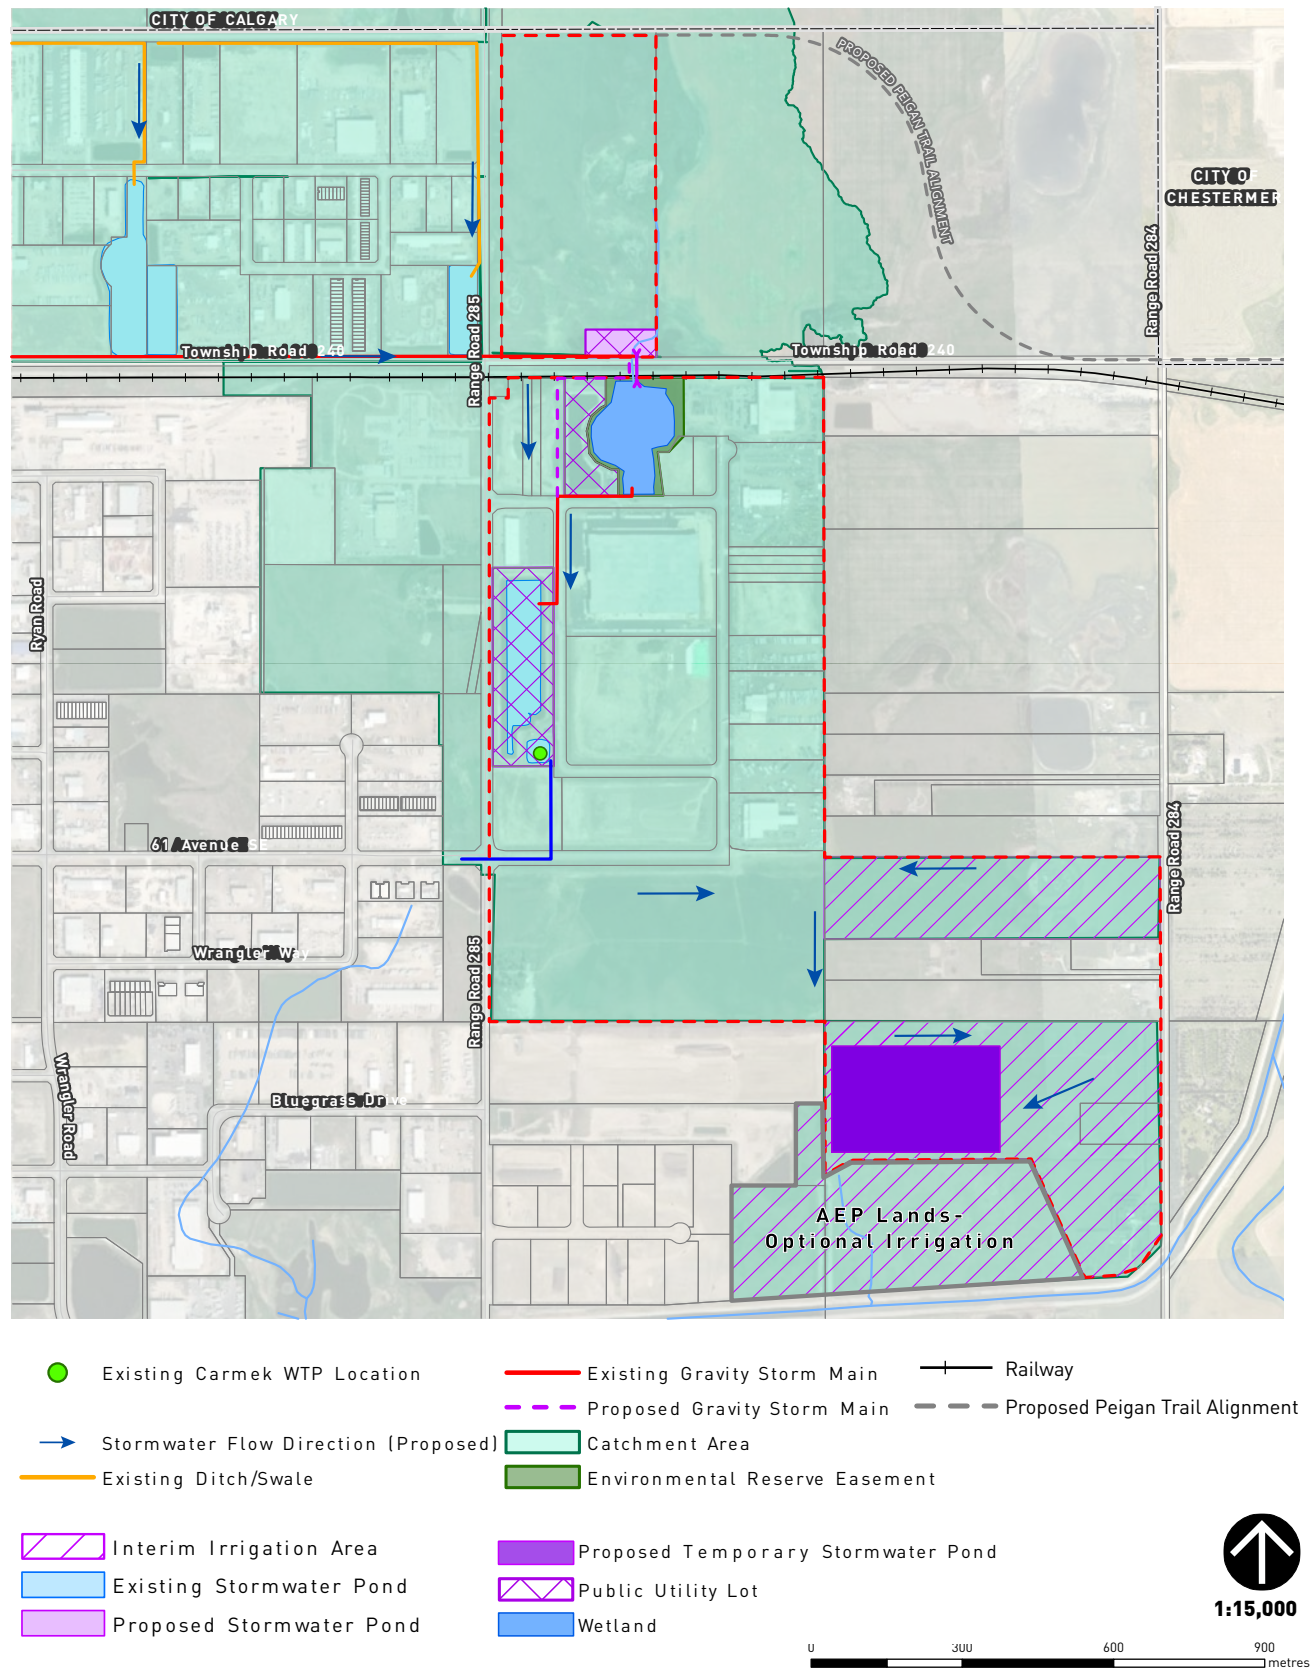 CITY OF CALGARY
PROPOSED PEIGAN TRAIL ALIGNMENT
CITY OF
CHESTERMER
Range Road 284
Range Road 285
Township Road 240
Township Road 240
Ryan Road
Range Road 284
61 Avenue SE
Wrangler Way
Range Road 285
Wrangler Road
Bluegrass Drive
AEP Lands-
Optional Irrigation
Existing Carmek WTP Location
Existing Gravity Storm Main
Railway
Proposed Gravity Storm Main
Proposed Peigan Trail Alignment
Stormwater Flow Direction (Proposed)
Catchment Area
Existing Ditch/Swale
Environmental Reserve Easement
Interim Irrigation Area
Proposed Temporary Stormwater Pond
Existing Stormwater Pond
Public Utility Lot
Proposed Stormwater Pond
Wetland
1:15,000
0 300 600 900
metres